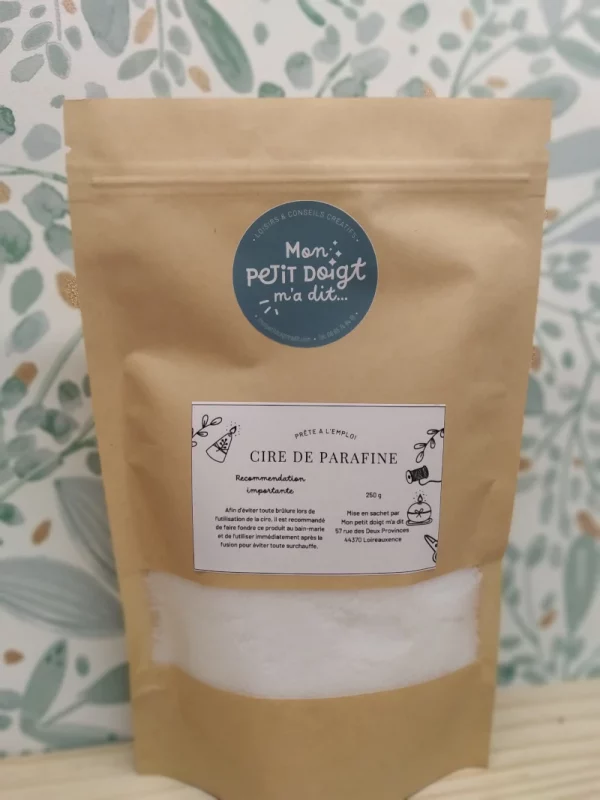 • LOISIRS & CONSEILS CRÉATIFS •
Mon
PETIT DOIGT
m'a dit...
PRÊTE A L'EMPLOI
CIRE DE PARAFINE
Recommendation
importante
250 g
Afin d'éviter toute brûlure lors de
l'utilisation de la cire, il est recommandé
de faire fondre ce produit au bain-marie
et de l'utiliser immédiatement après la
fusion pour éviter toute surchauffe.
Mise en sachet par
Mon petit doigt m'a dit
57 rue des Deux Provinces
44370 Loireauxence